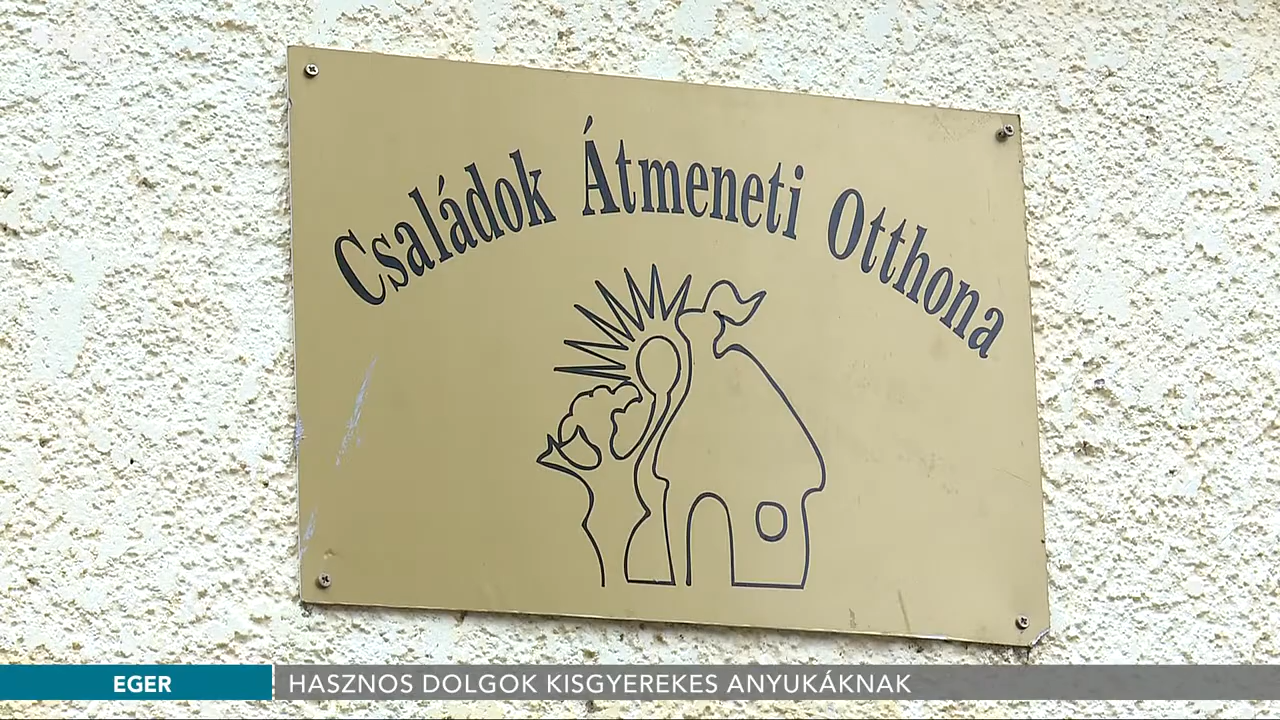 Családok Átmeneti Otthona
EGER
HASZNOS DOLGOK KISGYEREKES ANYUKÁKNAK